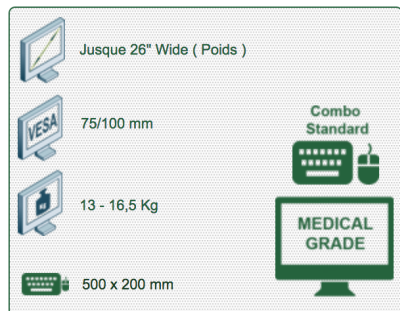 Jusque 26" Wide ( Poids )
VESA
75/100 mm
Combo
Standard
KG
13 - 16,5 Kg
MEDICAL
GRADE
500 x 200 mm